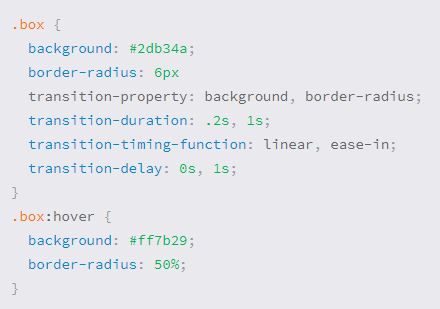 .box {
  background: #2db34a;
  border-radius: 6px
  transition-property: background, border-radius;
  transition-duration: .2s, 1s;
  transition-timing-function: linear, ease-in;
  transition-delay: 0s, 1s;
}
.box:hover {
  background: #ff7b29;
  border-radius: 50%;
}